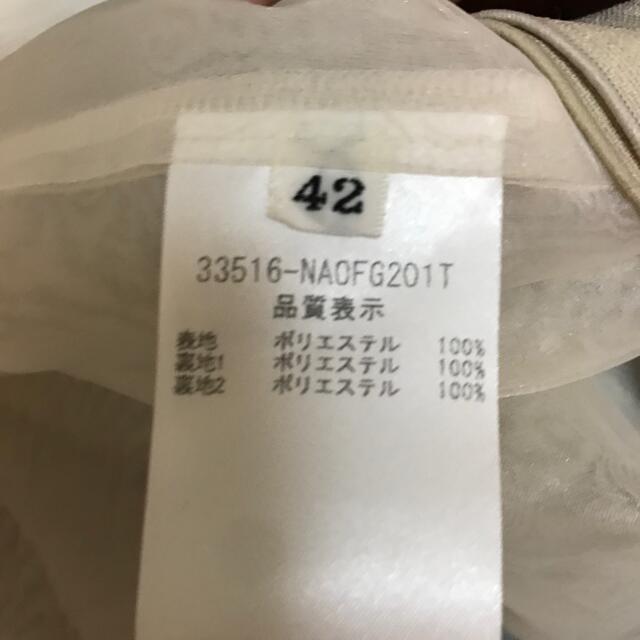 42
33516-NAOFG201T
品質表示
表地 ポリエステル 100%
裏地1 ポリエステル 100%
裏地2 ポリエステル 100%